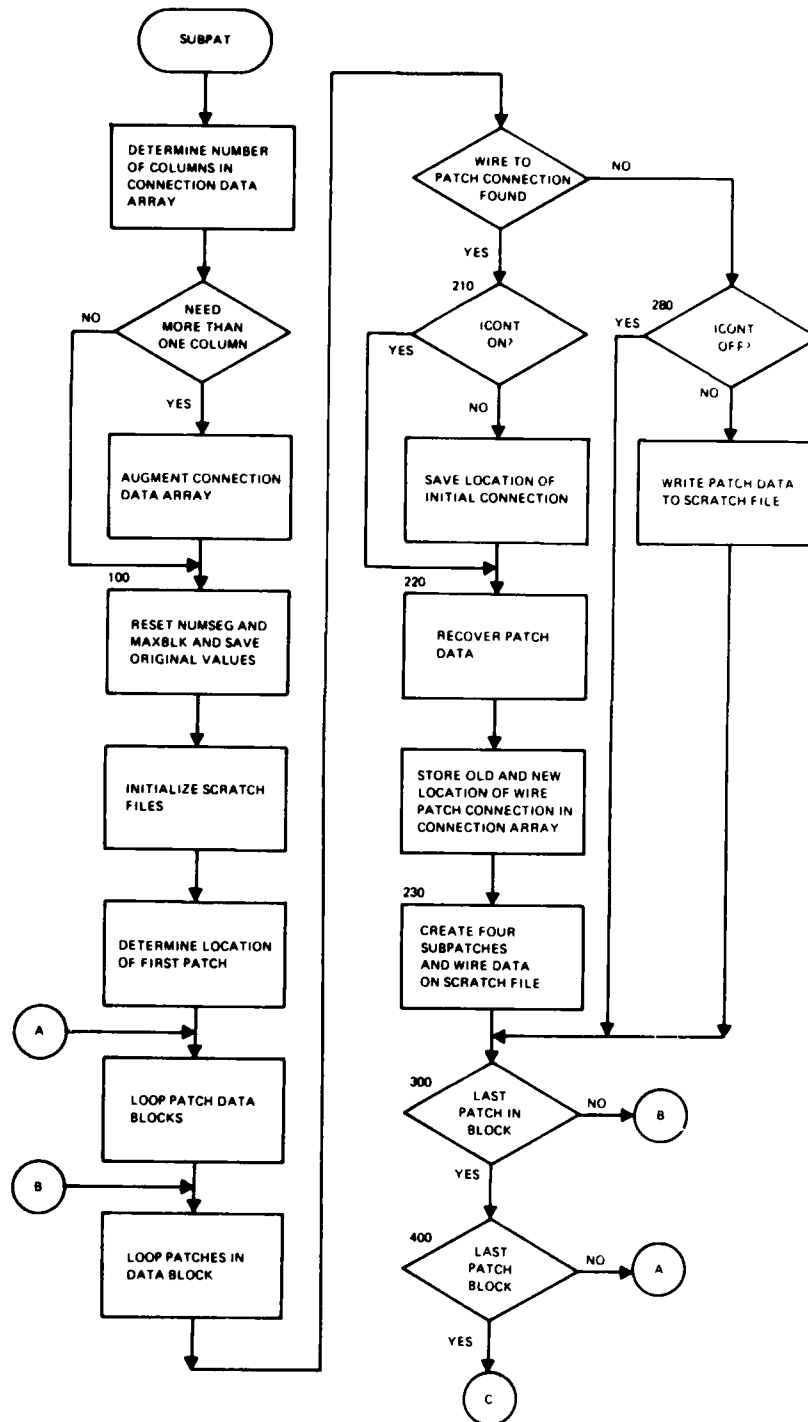 SUBPAT
DETERMINE NUMBER
OF COLUMNS IN
CONNECTION DATA
ARRAY
NO
NEED
MORE THAN
ONE COLUMN
YES
AUGMENT CONNECTION
DATA ARRAY
100
RESET NUMSEG AND
MAXBLK AND SAVE
ORIGINAL VALUES
INITIALIZE SCRATCH
FILES
DETERMINE LOCATION
OF FIRST PATCH
A
LOOP PATCH DATA
BLOCKS
B
LOOP PATCHES IN
DATA BLOCK
WIRE TO
PATCH CONNECTION
FOUND
NO
YES
210
ICONT
ON?
YES
NO
280
YES
ICONT
OFF?
NO
SAVE LOCATION OF
INITIAL CONNECTION
WRITE PATCH DATA
TO SCRATCH FILE
220
RECOVER PATCH
DATA
STORE OLD AND NEW
LOCATION OF WIRE
PATCH CONNECTION IN
CONNECTION ARRAY
230
CREATE FOUR
SUBPATCHES
AND WIRE DATA
ON SCRATCH FILE
300
LAST
PATCH IN
BLOCK
NO
B
YES
400
LAST
PATCH
BLOCK
NO
A
YES
C